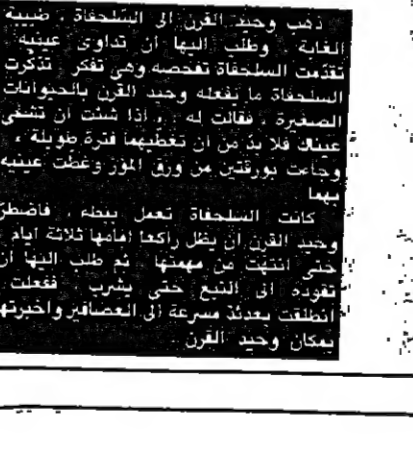 ذهب وحيد القرن الى السلحفاة ، طبيبة
الغابة ، وطلب اليها ان تداوي عينيه
تقدمت السلحفاة تفحصه وهي تفكر تذكرت
السلحفاة ما يفعله وحيد القرن بالحيوانات
الصغيرة ، فقالت له ، اذا شئت ان تشفى
عيناك فلا بد من ان تغطيهما فترة طويلة ،
وجاءت بورقتين من ورق الموز وغطت عينيه
بهما
كانت السلحفاة تعمل ببطء ، فاضطر
وحيد القرن ان يظل راكعا امامها ثلاثة ايام
حتى انتهت من مهمتها ثم طلب اليها ان
تقوده الى النبع حتى يشرب ففعلت
انطلقت بعدئذ مسرعة الى العصافير واخبرتها
بمكان وحيد القرن